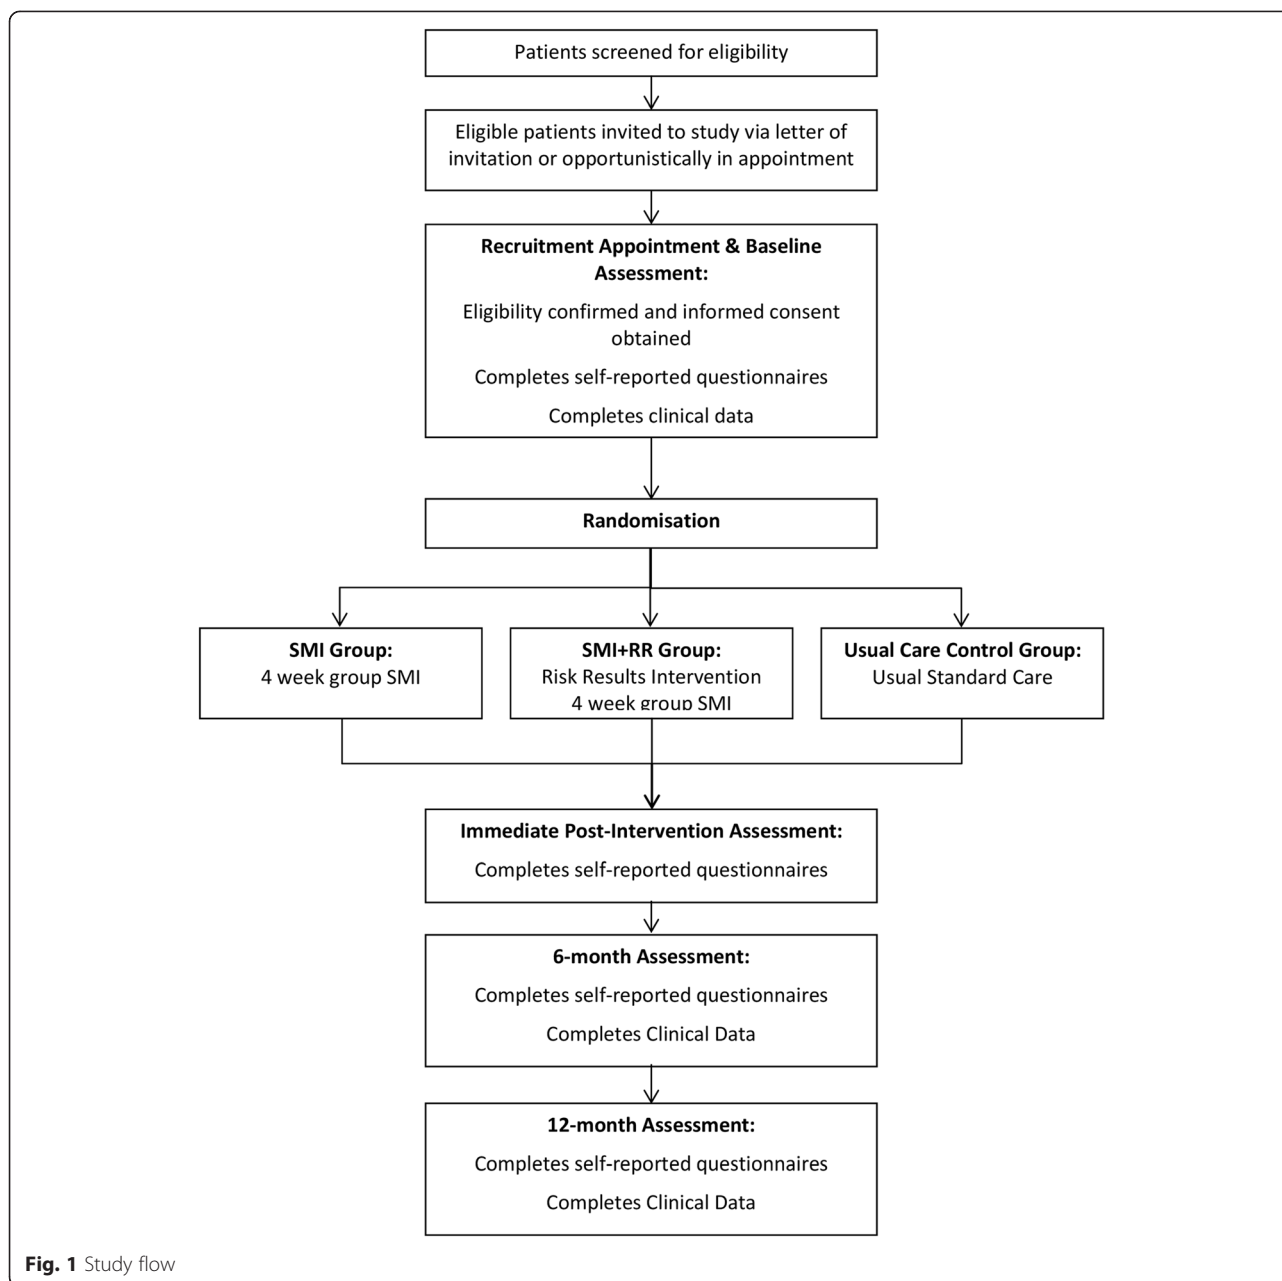 Patients screened for eligibility
Eligible patients invited to study via letter of
invitation or opportunistically in appointment
Recruitment Appointment & Baseline
Assessment:
Eligibility confirmed and informed consent
obtained
Completes self-reported questionnaires
Completes clinical data
Randomisation
SMI Group:
4 week group SMI
SMI+RR Group:
Risk Results Intervention
4 week group SMI
Usual Care Control Group:
Usual Standard Care
Immediate Post-Intervention Assessment:
Completes self-reported questionnaires
6-month Assessment:
Completes self-reported questionnaires
Completes Clinical Data
12-month Assessment:
Completes self-reported questionnaires
Completes Clinical Data
Fig. 1 Study flow